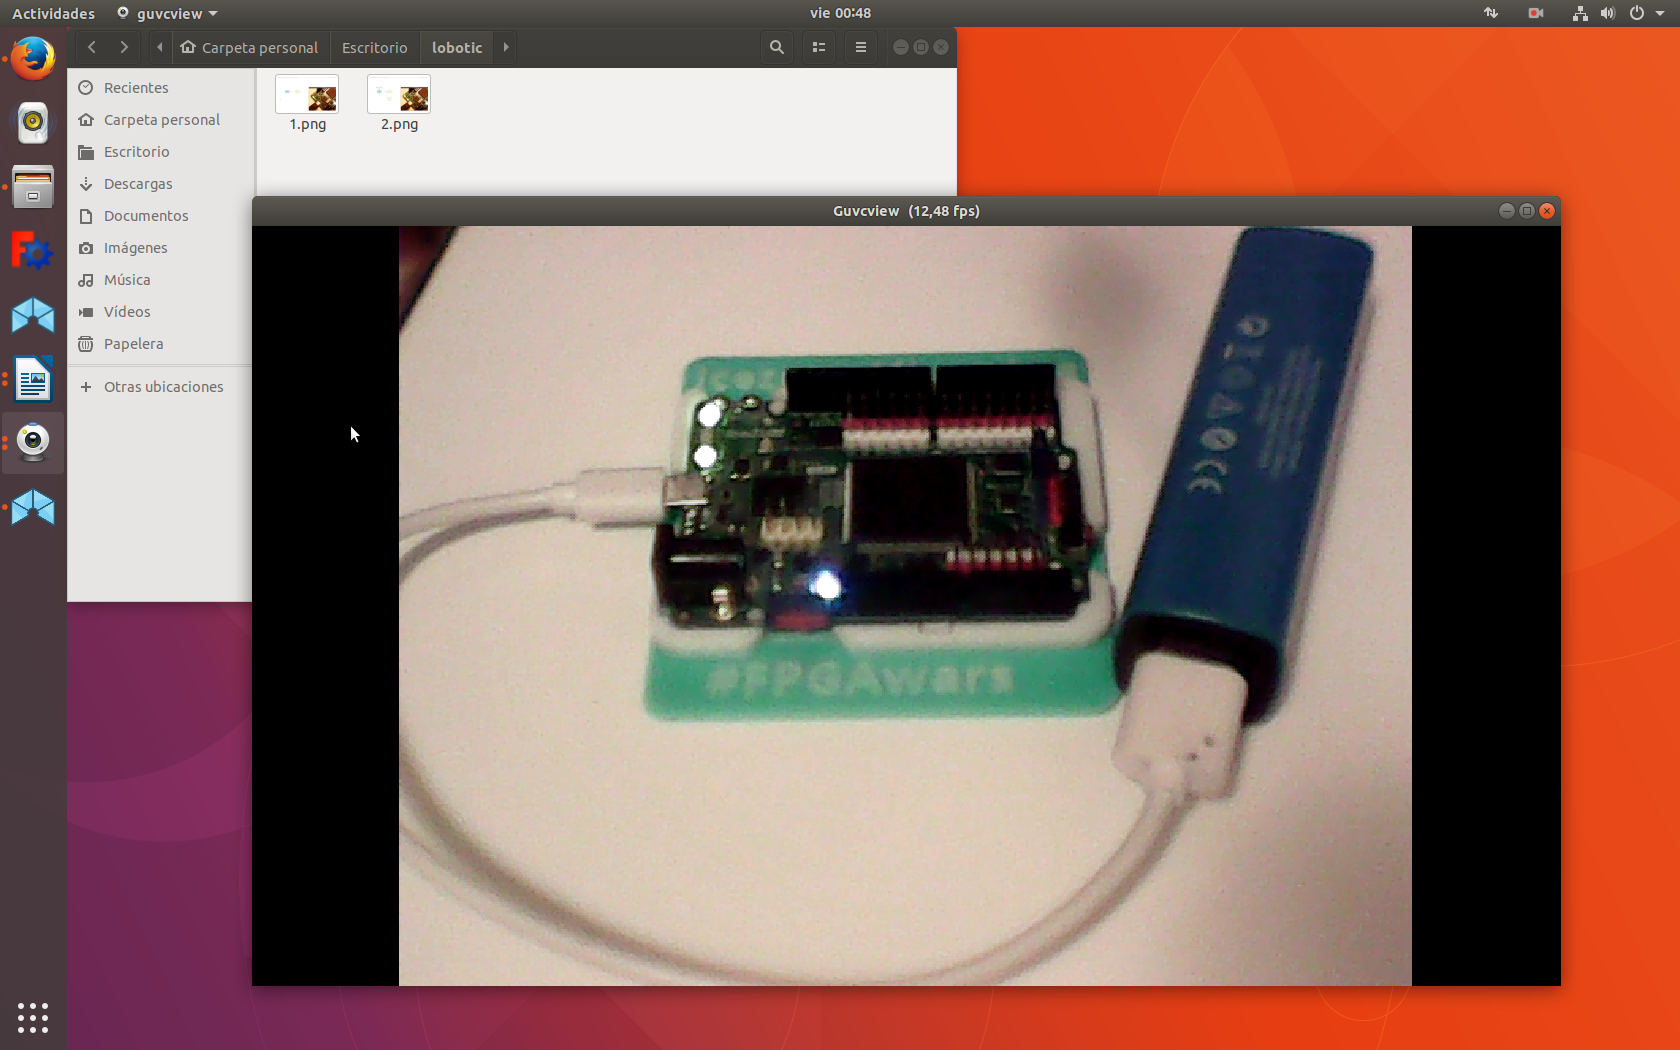 Actividades
guvcview
vie 00:48
Carpeta personal
Escritorio
lobotic
Recientes
Carpeta personal
Escritorio
Descargas
Documentos
Imágenes
Música
Vídeos
Papelera
+ Otras ubicaciones
1.png
2.png
Guvcview (12,48 fps)
#FPGAwars
CE